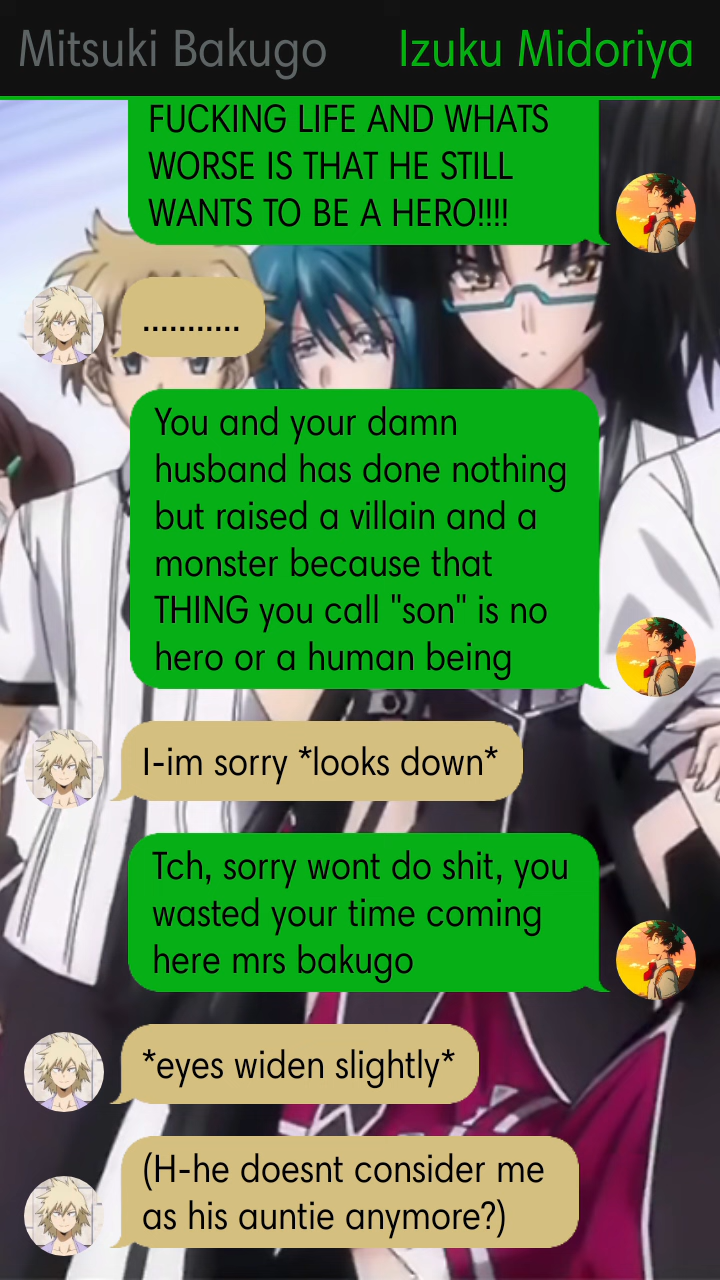 Mitsuki Bakugo Izuku Midoriya
FUCKING LIFE AND WHATS
WORSE IS THAT HE STILL
WANTS TO BE A HERO!!!!
...........
You and your damn
husband has done nothing
but raised a villain and a
monster because that
THING you call "son" is no
hero or a human being
I-im sorry *looks down*
Tch, sorry wont do shit, you
wasted your time coming
here mrs bakugo
*eyes widen slightly*
(H-he doesnt consider me
as his auntie anymore?)